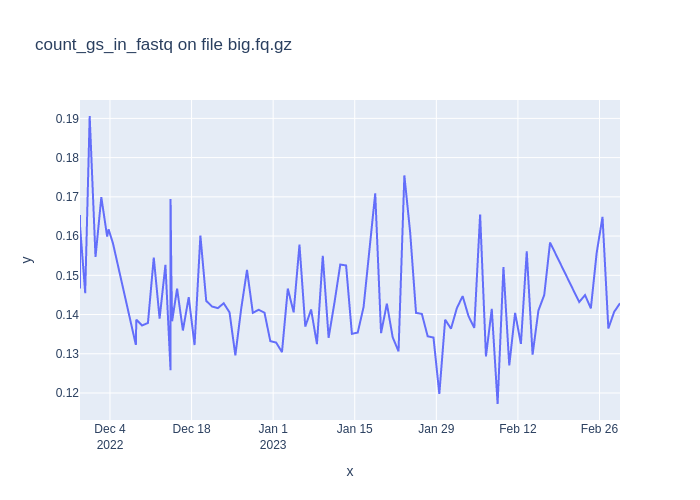 count_gs_in_fastq on file big.fq.gz
0.19
0.18
0.17
0.16
0.15
0.14
0.13
0.12
y
Dec 4
2022
Dec 18
Jan 1
2023
Jan 15
Jan 29
Feb 12
Feb 26
x